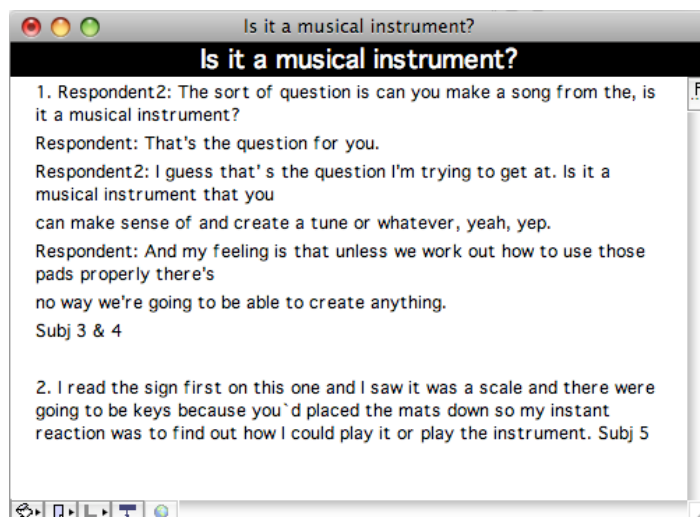 Is it a musical instrument?
Is it a musical instrument?
1. Respondent2: The sort of question is can you make a song from the, is
it a musical instrument?
Respondent: That's the question for you.
Respondent2: I guess that' s the question I'm trying to get at. Is it a
musical instrument that you
can make sense of and create a tune or whatever, yeah, yep.
Respondent: And my feeling is that unless we work out how to use those
pads properly there's
no way we're going to be able to create anything.
Subj 3 & 4
2. I read the sign first on this one and I saw it was a scale and there were
going to be keys because you`d placed the mats down so my instant
reaction was to find out how I could play it or play the instrument. Subj 5